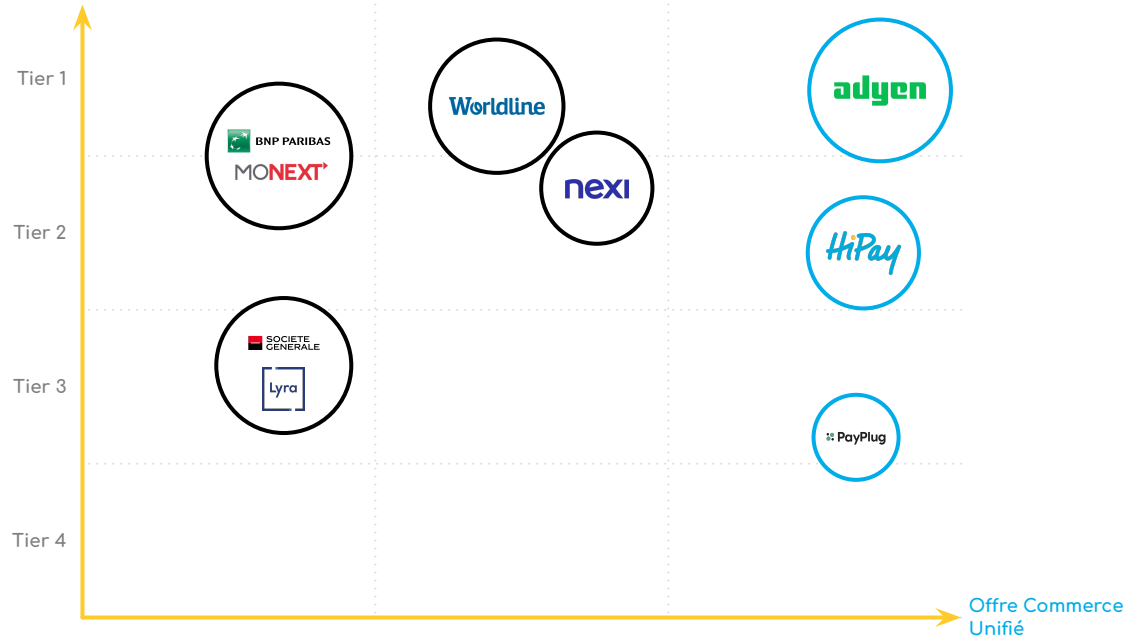 Tier 1
adyen
Worldline
BNP PARIBAS
MONEXT
nexi
Tier 2
HiPay
SOCIETE
GENERALE
Tier 3
Lyra
PayPlug
Tier 4
Offre Commerce
Unifié